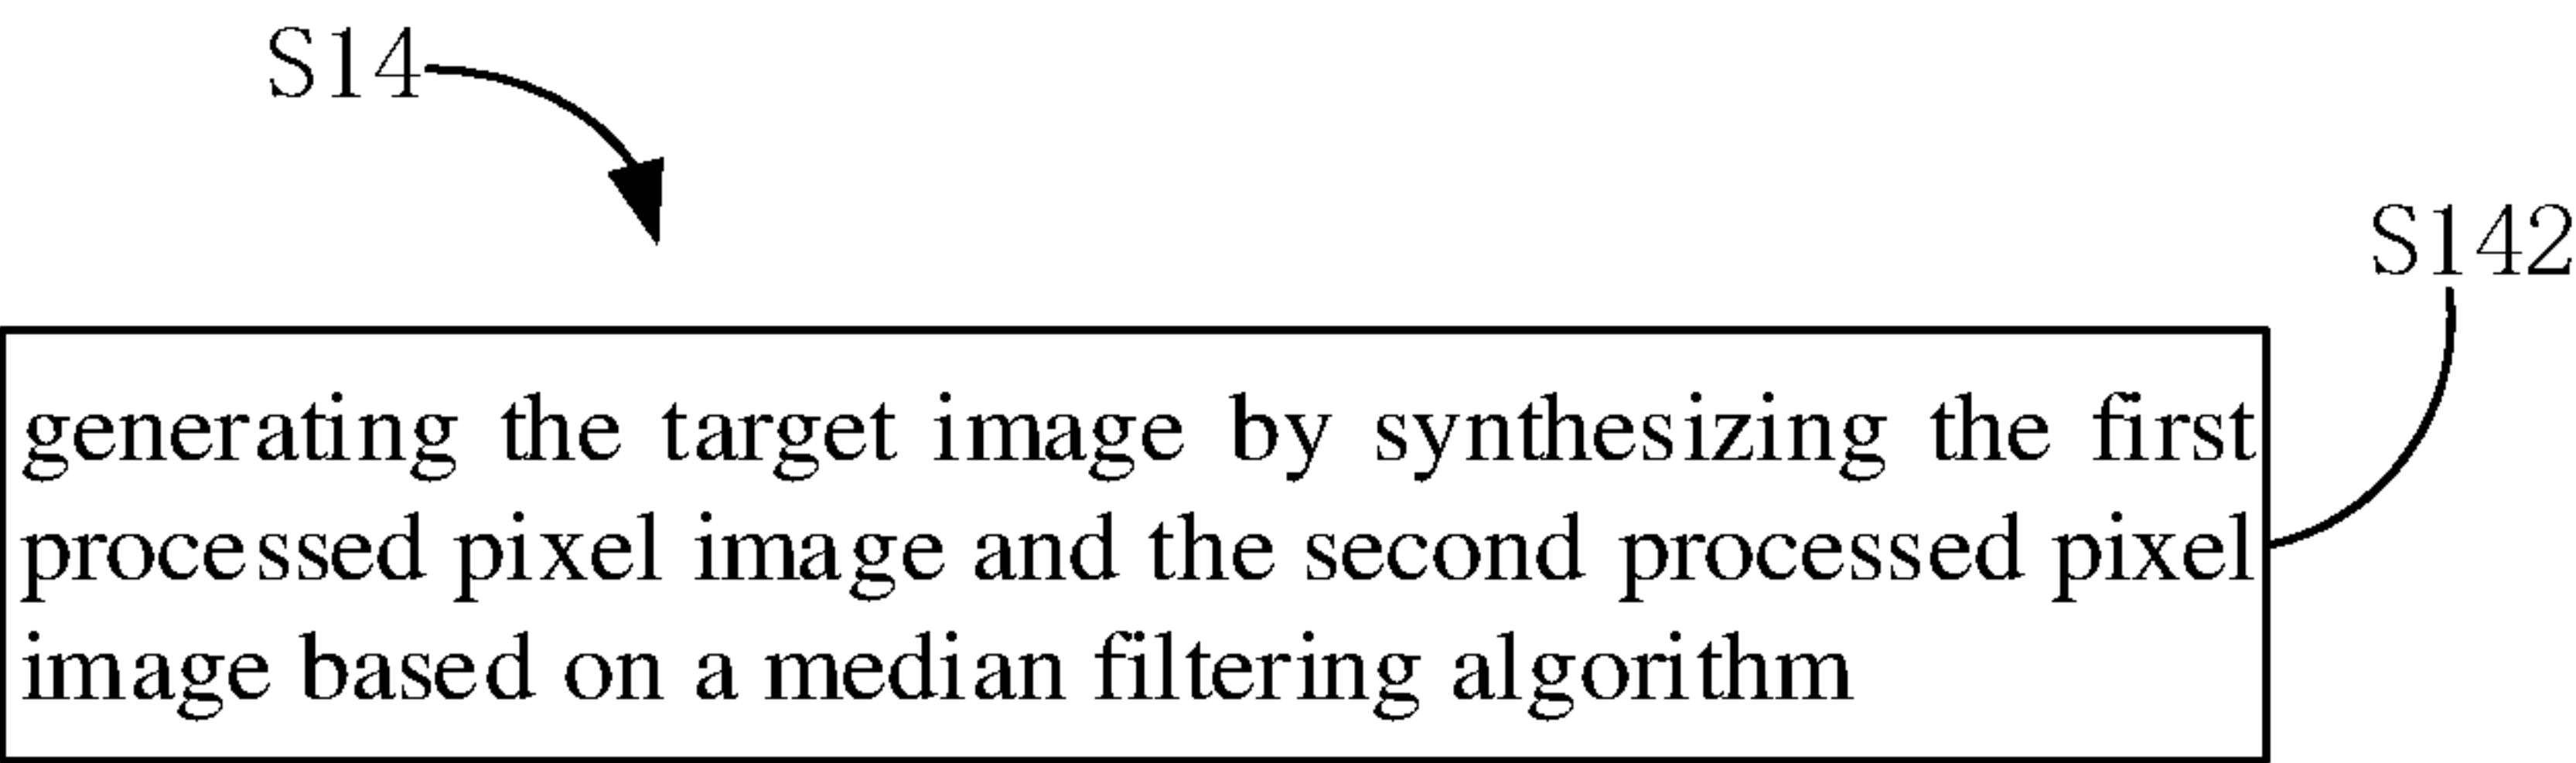 S14
S142
generating the target image by synthesizing the first
processed pixel image and the second processed pixel
image based on a median filtering algorithm